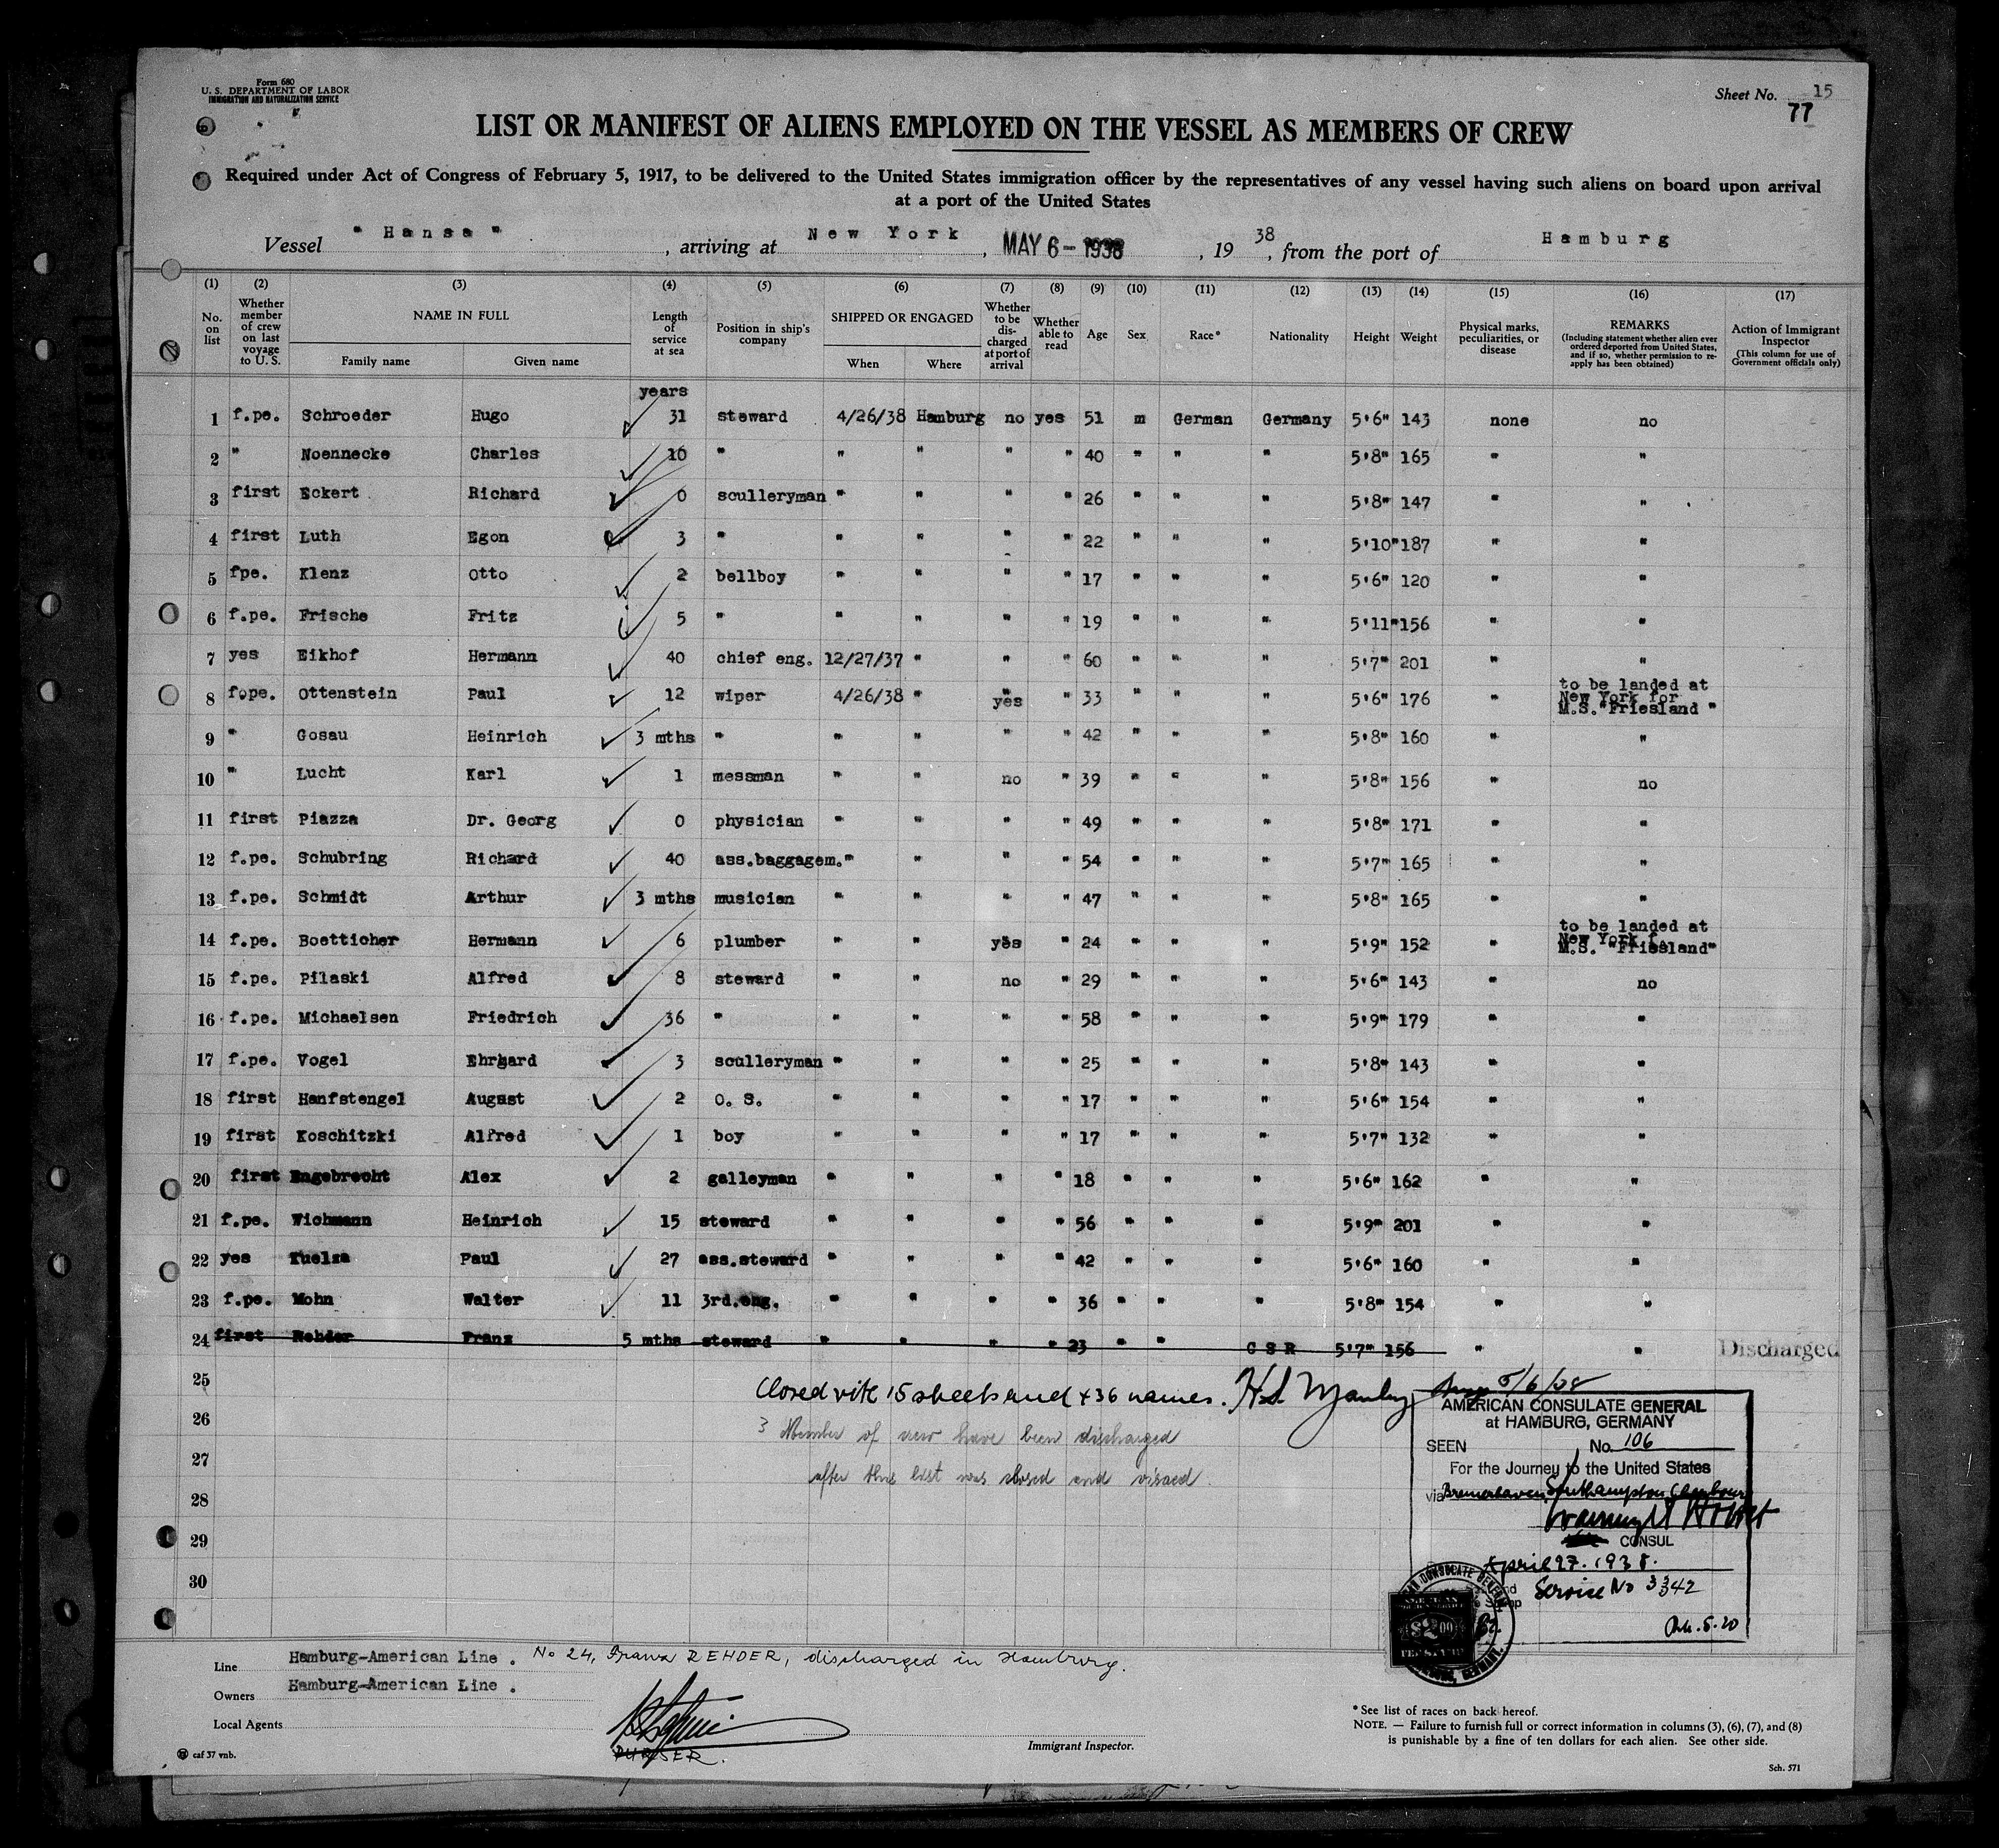 Form 680
U. S. DEPARTMENT OF LABOR
IMMIGRATION AND NATURALIZATION SERVICE
Sheet No. 15
77
LIST OR MANIFEST OF ALIENS EMPLOYED ON THE VESSEL AS MEMBERS OF CREW
Required under Act of Congress of February 5, 1917, to be delivered to the United States immigration officer by the representatives of any vessel having such aliens on board upon arrival
at a port of the United States
Vessel " Hansa " , arriving at New York , MAY 6 - 1938 , 19 38 , from the port of Hamburg
(1) (2) (3) (4) (5) (6) (7) (8) (9) (10) (11) (12) (13) (14) (15) (16) (17)
No. on list
Whether member of crew on last voyage to U. S.
NAME IN FULL
Family name Given name
Length of service at sea
Position in ship's company
SHIPPED OR ENGAGED
When Where
Whether to be discharged at port of arrival
Whether able to read
Age
Sex
Race*
Nationality
Height
Weight
Physical marks, peculiarities, or disease
REMARKS
(Including statement whether alien ever ordered deported from United States, and if so, whether permission to reapply has been obtained)
Action of Immigrant Inspector
(This column for use of Government officials only)
years
1 f.pe. Schroeder Hugo 31 steward 4/26/38 Hamburg no yes 51 m German Germany 5'6" 143 none no
2 " Noennecke Charles 10 " " " " " 40 " " " 5'8" 165 " "
3 first Eckert Richard 0 sculleryman " " " " 26 " " " 5'8" 147 " "
4 first Luth Egon 3 " " " " " 22 " " " 5'10" 187 " "
5 fpe. Klenz Otto 2 bellboy " " " " 17 " " " 5'6" 120 " "
6 f.pe. Frische Fritz 5 " " " " " 19 " " " 5'11" 156 " "
7 yes Eikhof Hermann 40 chief eng. 12/27/37 " " " 60 " " " 5'7" 201 " "
8 f.pe. Ottenstein Paul 12 wiper 4/26/38 " yes " 33 " " " 5'6" 176 " to be landed at New York for M.S."Friesland "
9 " Gosau Heinrich 3 mths " " " " " 42 " " " 5'8" 160 " "
10 " Lucht Karl 1 messman " " no " 39 " " " 5'8" 156 " no
11 first Piazza Dr. Georg 0 physician " " " " 49 " " " 5'8" 171 " "
12 f.pe. Schubring Richard 40 ass.baggagem. " " " " 54 " " " 5'7" 165 " "
13 f.pe. Schmidt Arthur 3 mths musician " " " " 47 " " " 5'8" 165 " "
14 f.pe. Boetticher Hermann 6 plumber " " yes " 24 " " " 5'9" 152 " to be landed at New York f. M.S. "Friesland"
15 f.pe. Pilaski Alfred 8 steward " " no " 29 " " " 5'6" 143 " no
16 f.pe. Michaelsen Friedrich 36 " " " " " 58 " " " 5'9" 179 " "
17 f.pe. Vogel Ehrhard 3 sculleryman " " " " 25 " " " 5'8" 143 " "
18 first Hanfstengel August 2 O. S. " " " " 17 " " " 5'6" 154 " "
19 first Koschitzki Alfred 1 boy " " " " 17 " " " 5'7" 132 " "
20 first Engebrecht Alex 2 galleyman " " " " 18 " " " 5'6" 162 " "
21 f.pe. Wichmann Heinrich 15 steward " " " " 56 " " " 5'9" 201 " "
22 yes Tuelza Paul 27 ass.steward " " " " 42 " " " 5'6" 160 " "
23 f.pe. Mohn Walter 11 3rd.eng. " " " " 36 " " " 5'8" 154 " "
24 first Rehder Franz 5 mths steward " " " " 23 " " CSR 5'7" 156 " " Discharged
25
26
27
28
29
30
Closed with 15 sheets and 436 names.
5/6/38
3 Member of crew have been discharged
after this list was closed and visaed.
AMERICAN CONSULATE GENERAL
at HAMBURG, GERMANY
SEEN No. 106
For the Journey to the United States
via Bremerhaven, Southampton, Cherbourg
CONSUL
April 27. 1938.
Service No 3342
Line Hamburg-American Line . No 24, Franz REHDER, discharged in Hamburg.
Owners Hamburg-American Line .
Local Agents
PURSER.
Immigrant Inspector.
*See list of races on back hereof.
NOTE. — Failure to furnish full or correct information in columns (3), (6), (7), and (8)
is punishable by a fine of ten dollars for each alien. See other side.
caf 37 vnb.
Sch. 571